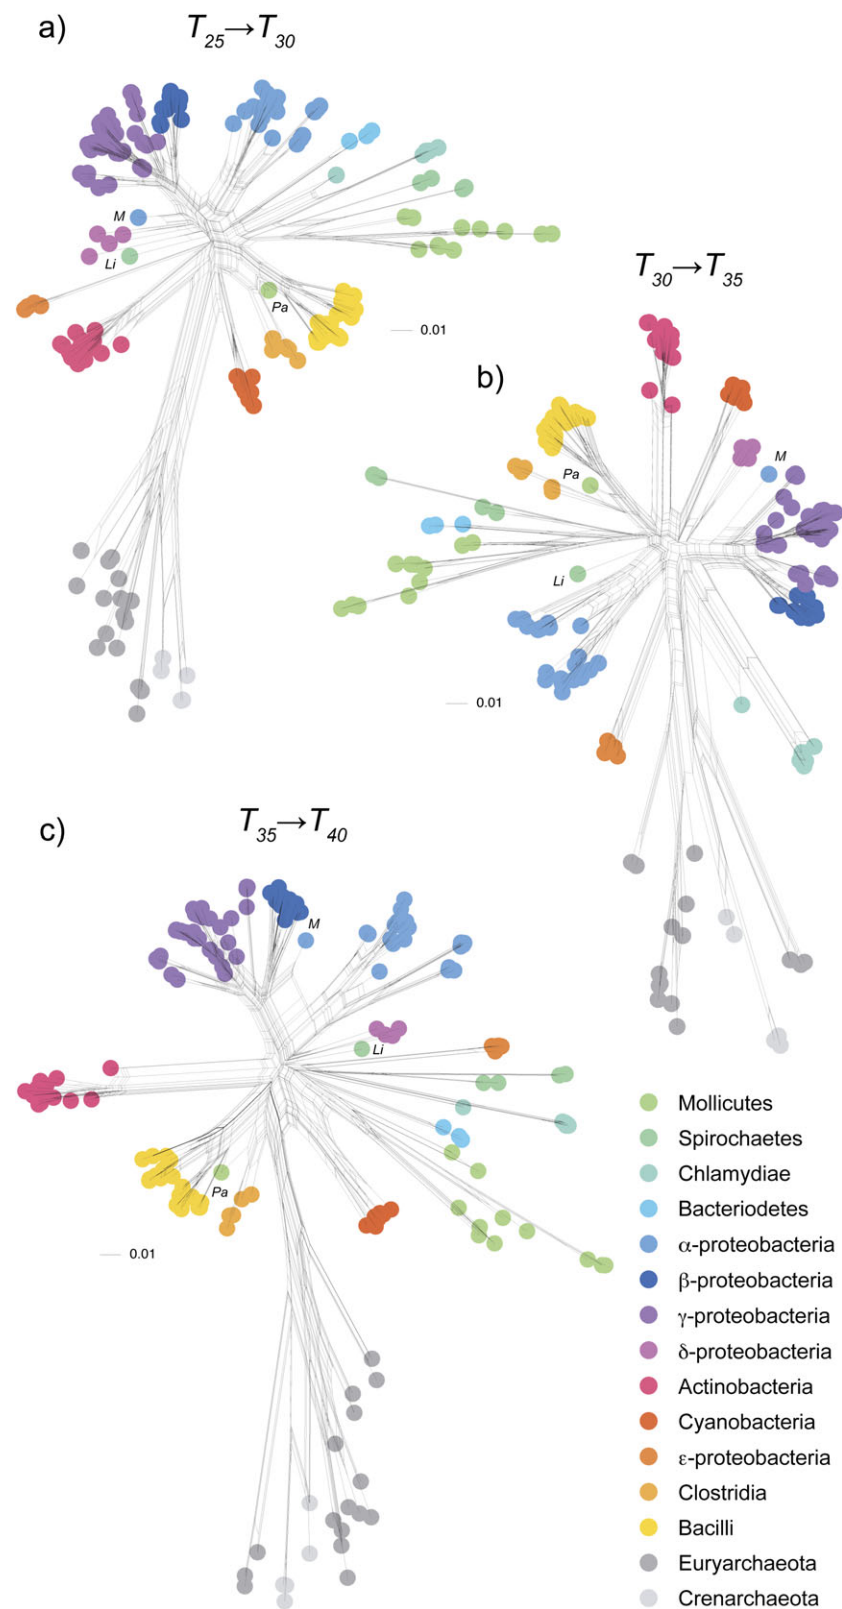 a)
T25→T30
M
Li
Pa
0.01
T30→T35
b)
M
Pa
Li
0.01
c)
T35→T40
M
Li
Pa
0.01
Mollicutes
Spirochaetes
Chlamydiae
Bacteriodetes
α-proteobacteria
β-proteobacteria
γ-proteobacteria
δ-proteobacteria
Actinobacteria
Cyanobacteria
ε-proteobacteria
Clostridia
Bacilli
Euryarchaeota
Crenarchaeota